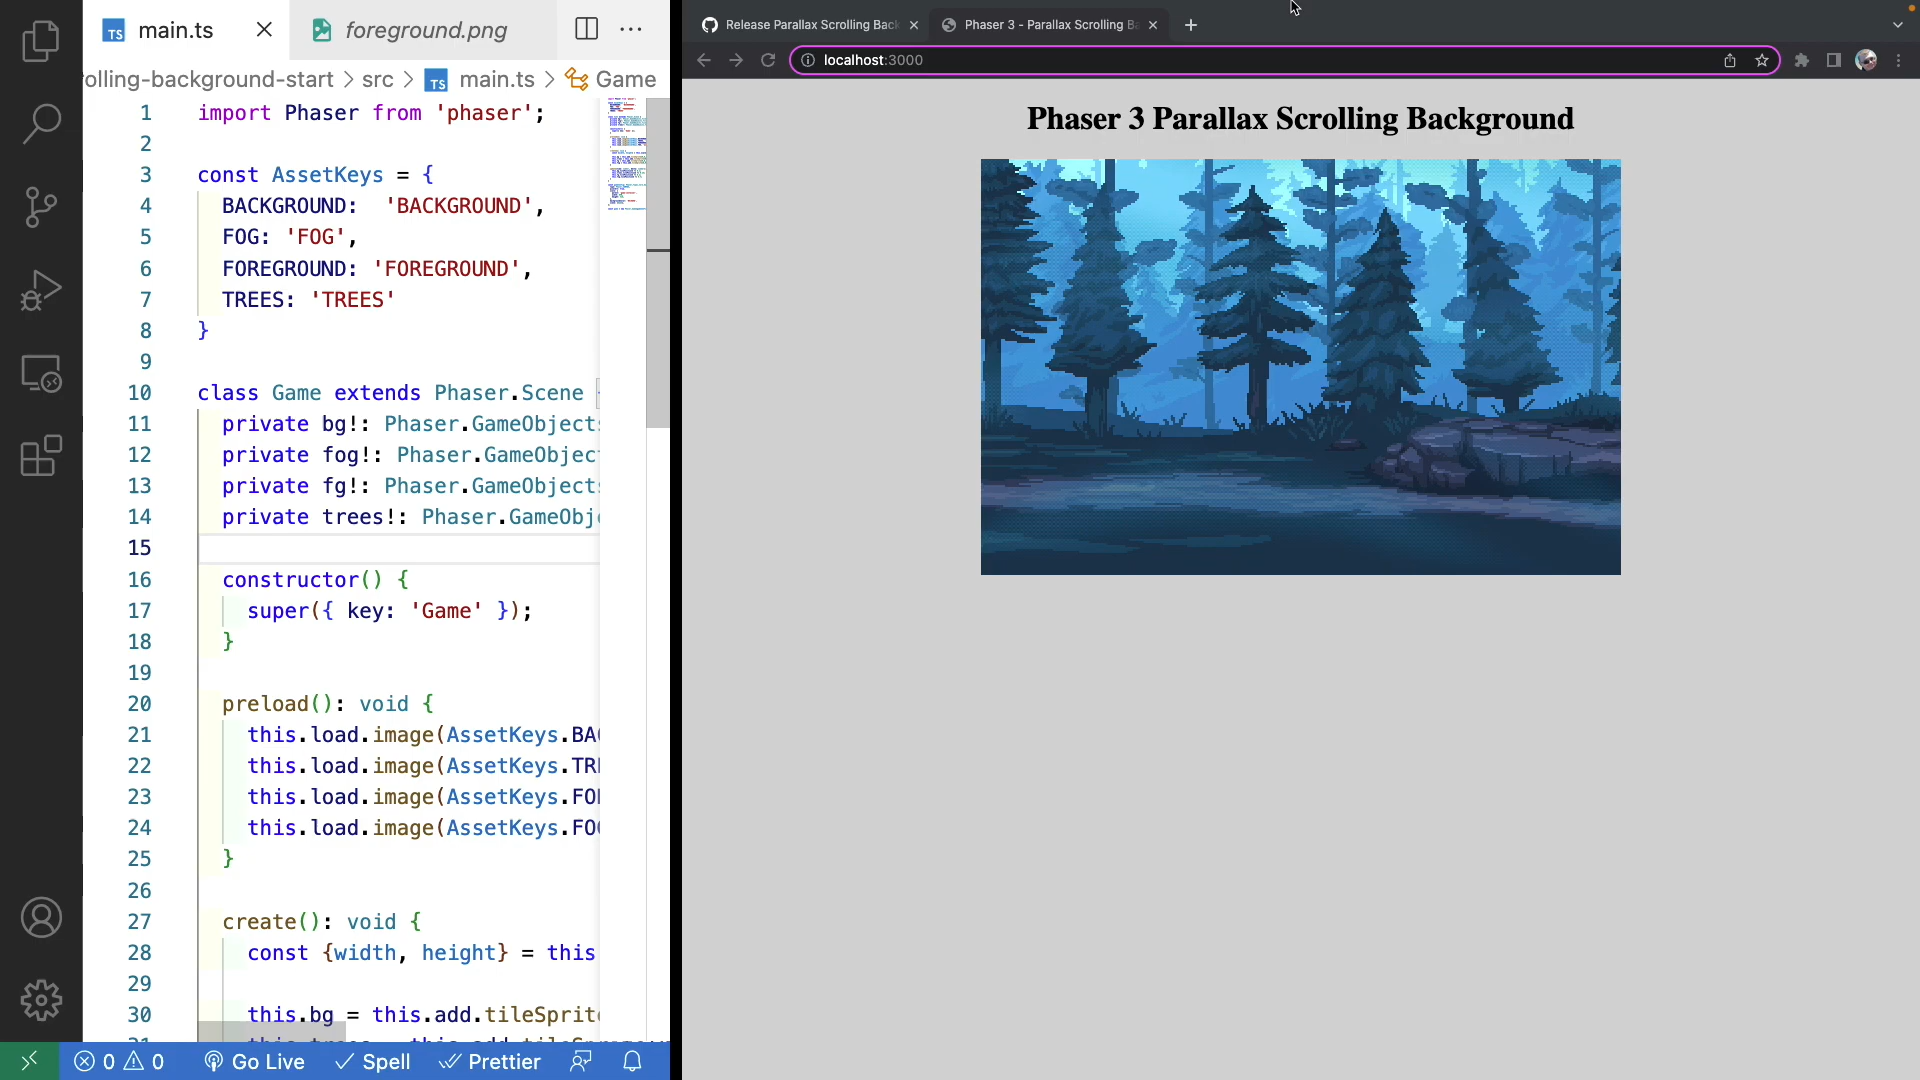 main.ts
foreground.png
olling-background-start > src > TS main.ts > Game
1 import Phaser from 'phaser';
2
3 const AssetKeys = {
4 BACKGROUND:  'BACKGROUND',
5 FOG: 'FOG',
6 FOREGROUND: 'FOREGROUND',
7 TREES: 'TREES'
8 }
9
10 class Game extends Phaser.Scene
11 private bg!: Phaser.GameObjects
12 private fog!: Phaser.GameObjec
13 private fg!: Phaser.GameObjects
14 private trees!: Phaser.GameObj
15
16 constructor() {
17 super({ key: 'Game' });
18 }
19
20 preload(): void {
21 this.load.image(AssetKeys.BA
22 this.load.image(AssetKeys.TR
23 this.load.image(AssetKeys.FO
24 this.load.image(AssetKeys.FO
25 }
26
27 create(): void {
28 const {width, height} = this
29
30 this.bg = this.add.tileSprit
0 0 Go Live Spell Prettier
Release Parallax Scrolling Bac
Phaser 3 - Parallax Scrolling B
localhost:3000
Phaser 3 Parallax Scrolling Background